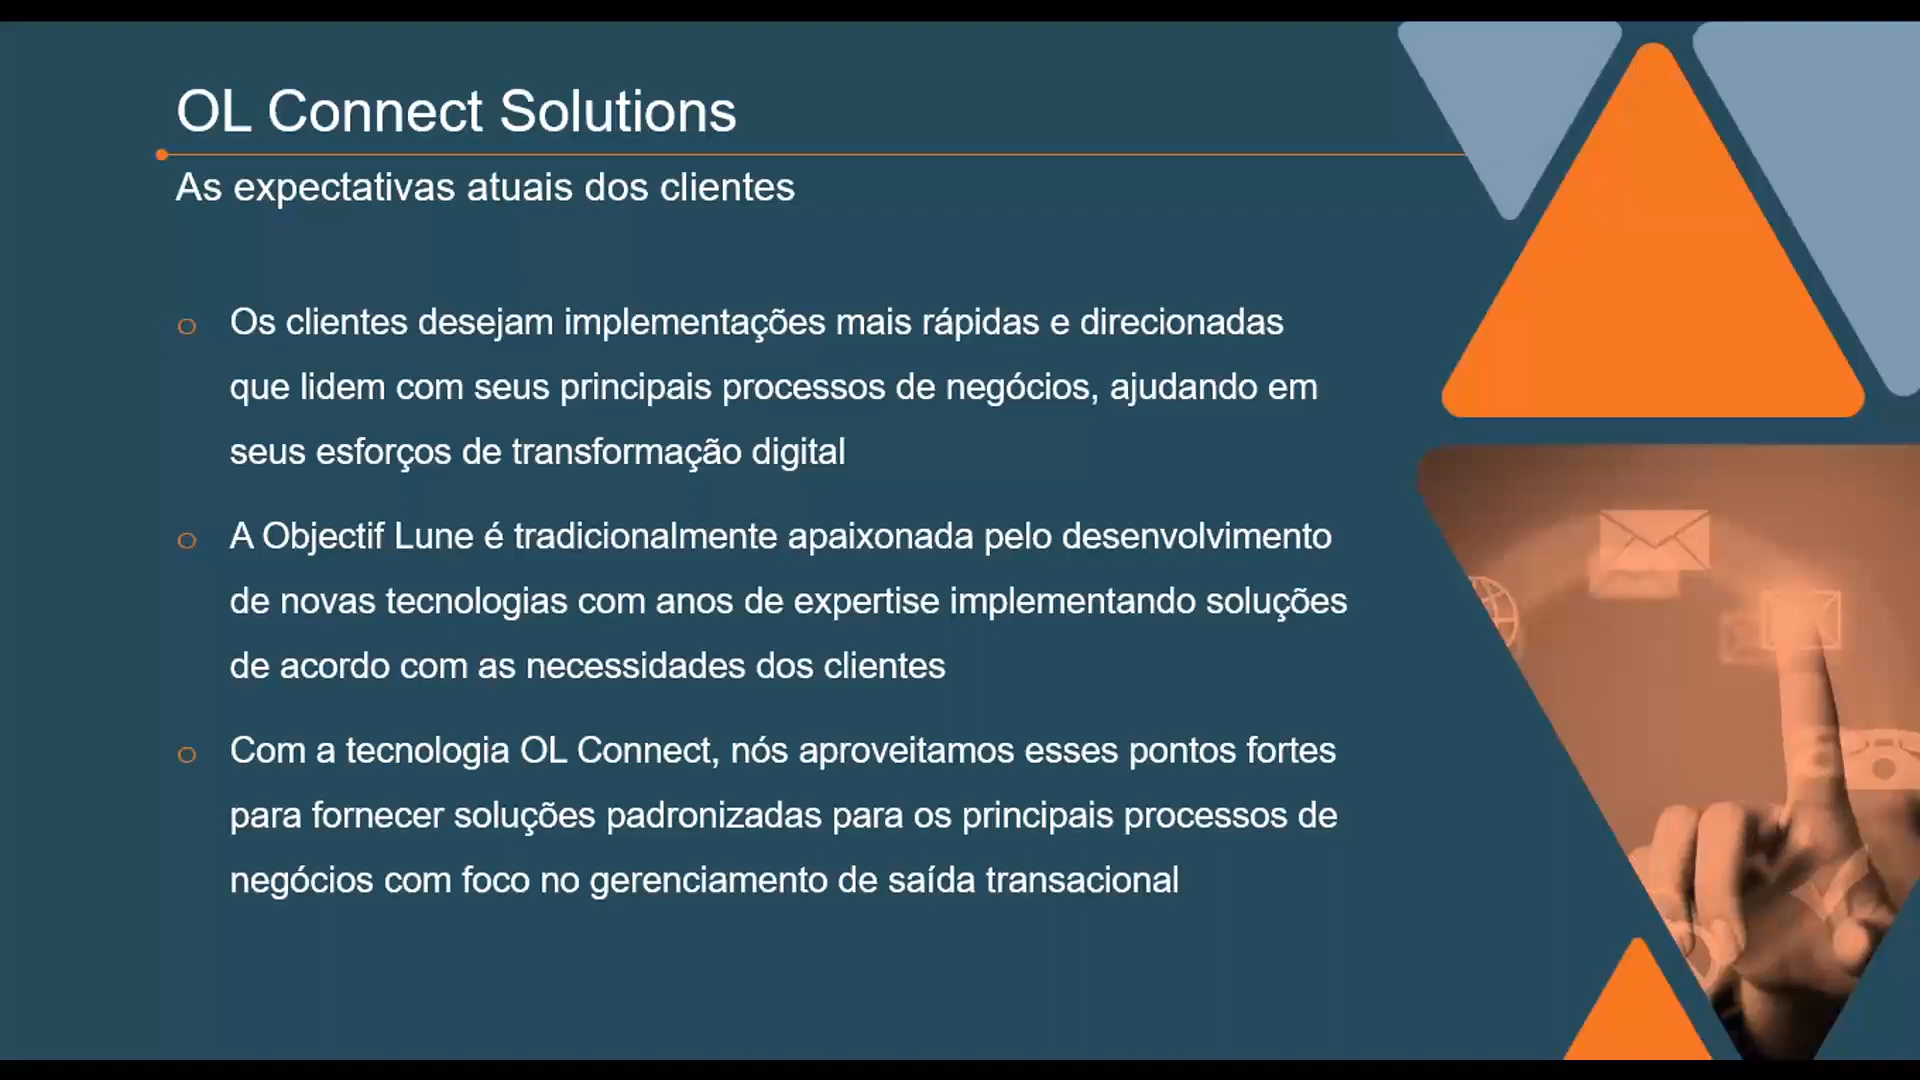 OL Connect Solutions
As expectativas atuais dos clientes
Os clientes desejam implementações mais rápidas e direcionadas
que lidem com seus principais processos de negócios, ajudando em
seus esforços de transformação digital
A Objectif Lune é tradicionalmente apaixonada pelo desenvolvimento
de novas tecnologias com anos de expertise implementando soluções
de acordo com as necessidades dos clientes
Com a tecnologia OL Connect, nós aproveitamos esses pontos fortes
para fornecer soluções padronizadas para os principais processos de
negócios com foco no gerenciamento de saída transacional